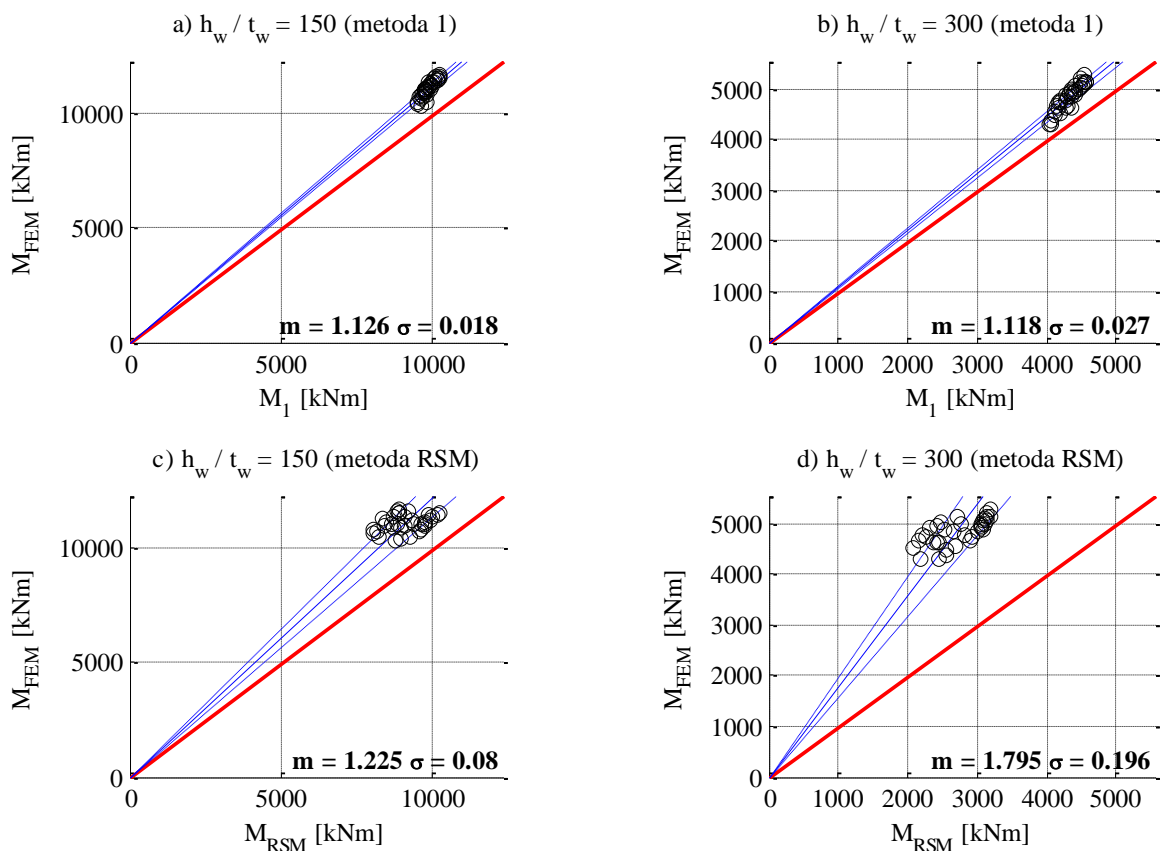 a) h_w / t_w = 150 (metoda 1)
M_FEM [kNm]
10000
5000
0
m = 1.126 σ = 0.018
0 5000 10000
M_1 [kNm]
b) h_w / t_w = 300 (metoda 1)
M_FEM [kNm]
5000
4000
3000
2000
1000
0
m = 1.118 σ = 0.027
0 1000 2000 3000 4000 5000
M_1 [kNm]
c) h_w / t_w = 150 (metoda RSM)
M_FEM [kNm]
10000
5000
0
m = 1.225 σ = 0.08
0 5000 10000
M_RSM [kNm]
d) h_w / t_w = 300 (metoda RSM)
M_FEM [kNm]
5000
4000
3000
2000
1000
0
m = 1.795 σ = 0.196
0 1000 2000 3000 4000 5000
M_RSM [kNm]